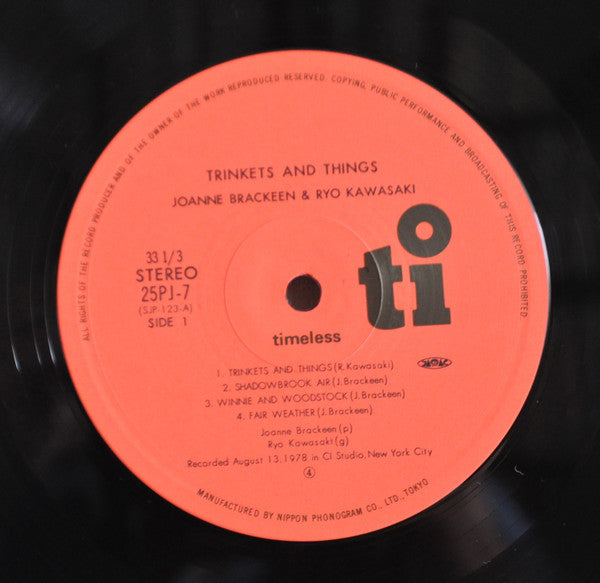 ALL RIGHTS OF THE RECORD PRODUCER AND OF THE OWNER OF THE WORK REPRODUCED RESERVED. COPYING, PUBLIC PERFORMANCE AND BROADCASTING OF THIS RECORD PROHIBITED.
TRINKETS AND THINGS
JOANNE BRACKEEN & RYO KAWASAKI
33 1/3
STEREO
25PJ-7
(SJP-123-A)
SIDE 1
ti
timeless
1. TRINKETS AND THINGS (R. Kawasaki)
2. SHADOWBROOK AIR (J. Brackeen)
3. WINNIE AND WOODSTOCK (J. Brackeen)
4. FAIR WEATHER (J. Brackeen)
Joanne Brackeen (p)
Ryo Kawasaki (g)
Recorded August 13, 1978 in CI Studio, New York City
④
MANUFACTURED BY NIPPON PHONOGRAM CO., LTD., TOKYO